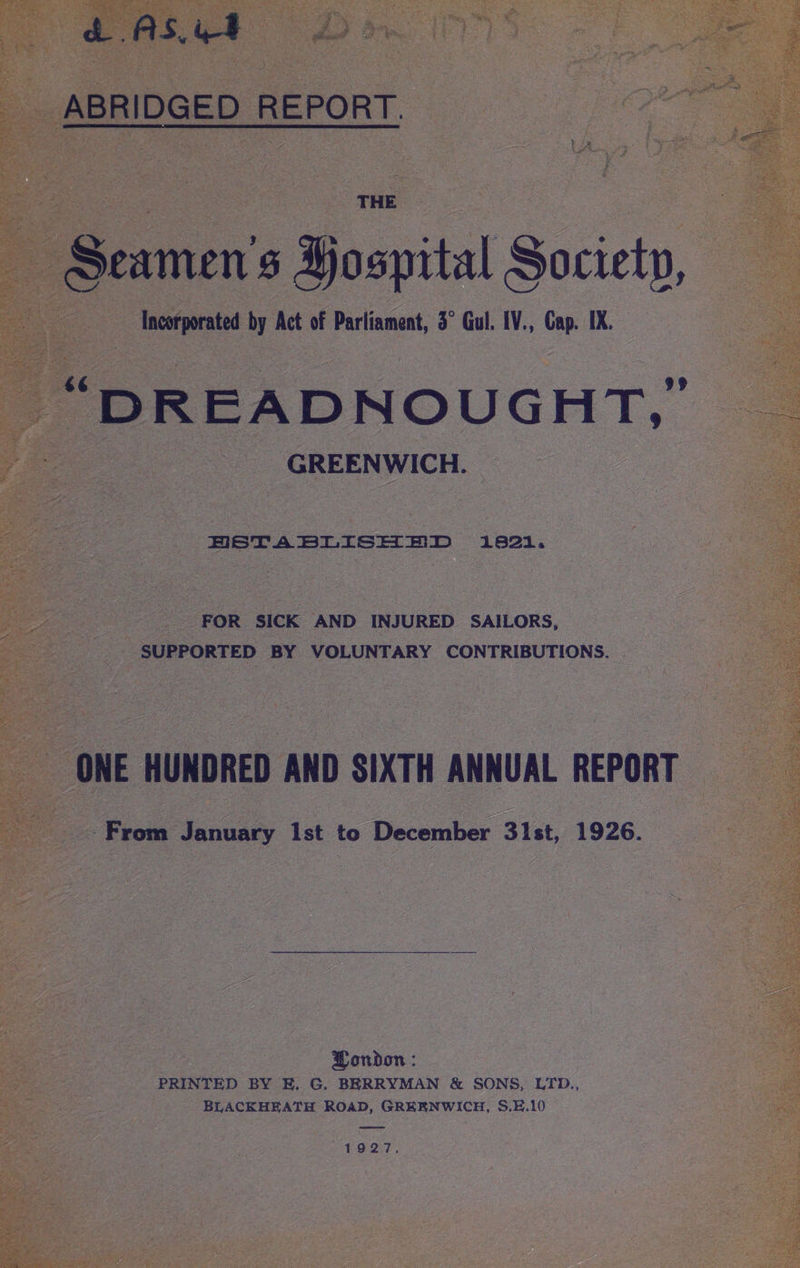 d. AS. 48
ABRIDGED REPORT.
THE
Seamen's Hospital Society,
Incorporated by Act of Parliament, 3° Gul. IV., Cap. IX.
“DREADNOUGHT,”
GREENWICH.
ESTABLISHED 1821.
FOR SICK AND INJURED SAILORS,
SUPPORTED BY VOLUNTARY CONTRIBUTIONS.
ONE HUNDRED AND SIXTH ANNUAL REPORT
From January 1st to December 31st, 1926.
London:
PRINTED BY E. G. BERRYMAN & SONS, LTD.,
BLACKHEATH ROAD, GREENWICH, S.E.10
1927.